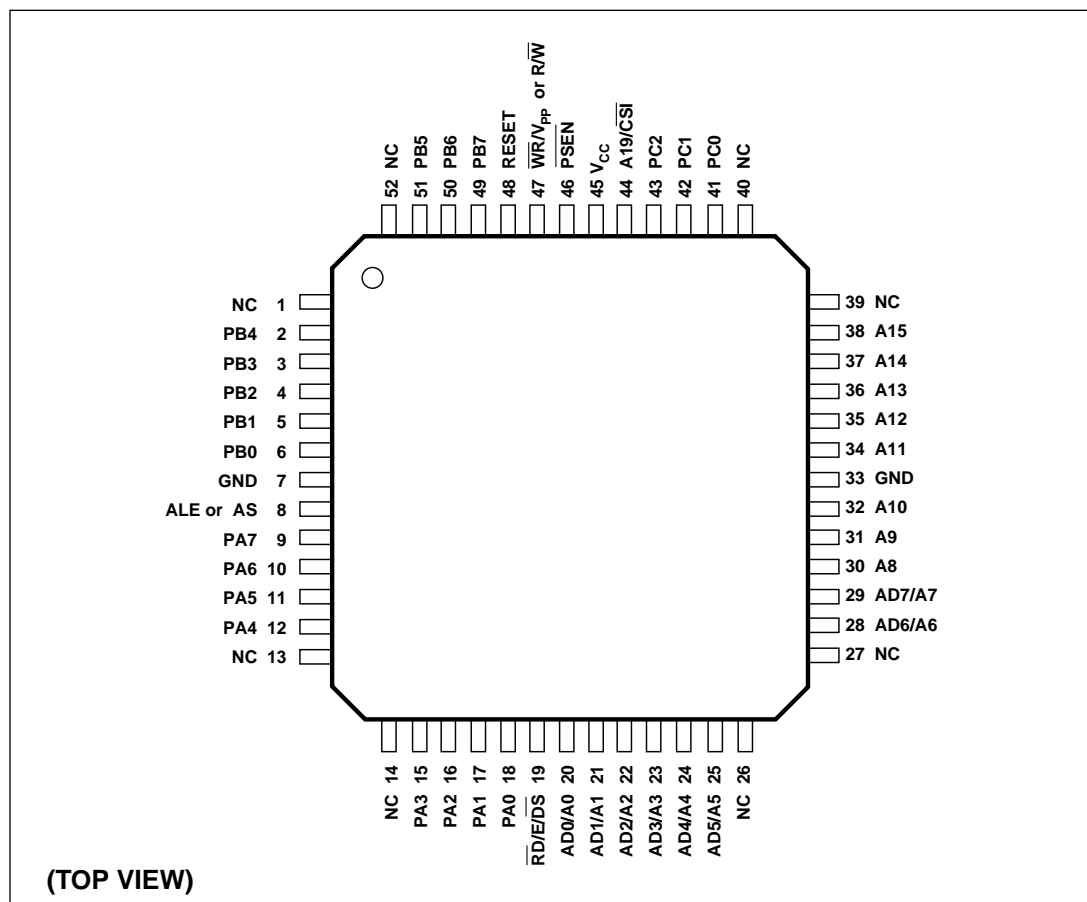 52 NC
51 PB5
50 PB6
49 PB7
48 RESET
47 W̅R̅/VPP or R/W̅
46 P̅S̅E̅N̅
45 VCC
44 A19/C̅S̅I̅
43 PC2
42 PC1
41 PC0
40 NC
NC 1
PB4 2
PB3 3
PB2 4
PB1 5
PB0 6
GND 7
ALE or AS 8
PA7 9
PA6 10
PA5 11
PA4 12
NC 13
39 NC
38 A15
37 A14
36 A13
35 A12
34 A11
33 GND
32 A10
31 A9
30 A8
29 AD7/A7
28 AD6/A6
27 NC
NC 14
PA3 15
PA2 16
PA1 17
PA0 18
R̅D̅/E/D̅S̅ 19
AD0/A0 20
AD1/A1 21
AD2/A2 22
AD3/A3 23
AD4/A4 24
AD5/A5 25
NC 26
(TOP VIEW)